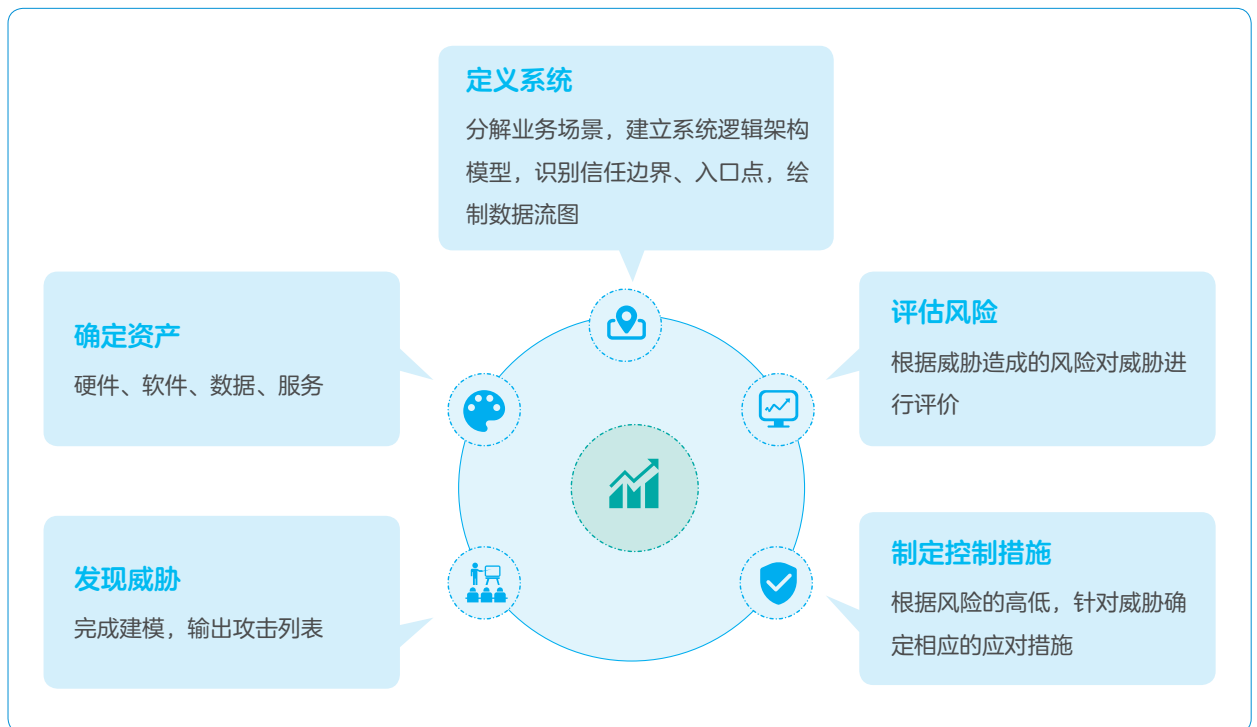 定义系统
分解业务场景，建立系统逻辑架构
模型，识别信任边界、入口点，绘
制数据流图
确定资产
硬件、软件、数据、服务
评估风险
根据威胁造成的风险对威胁进
行评价
发现威胁
完成建模，输出攻击列表
制定控制措施
根据风险的高低，针对威胁确
定相应的应对措施